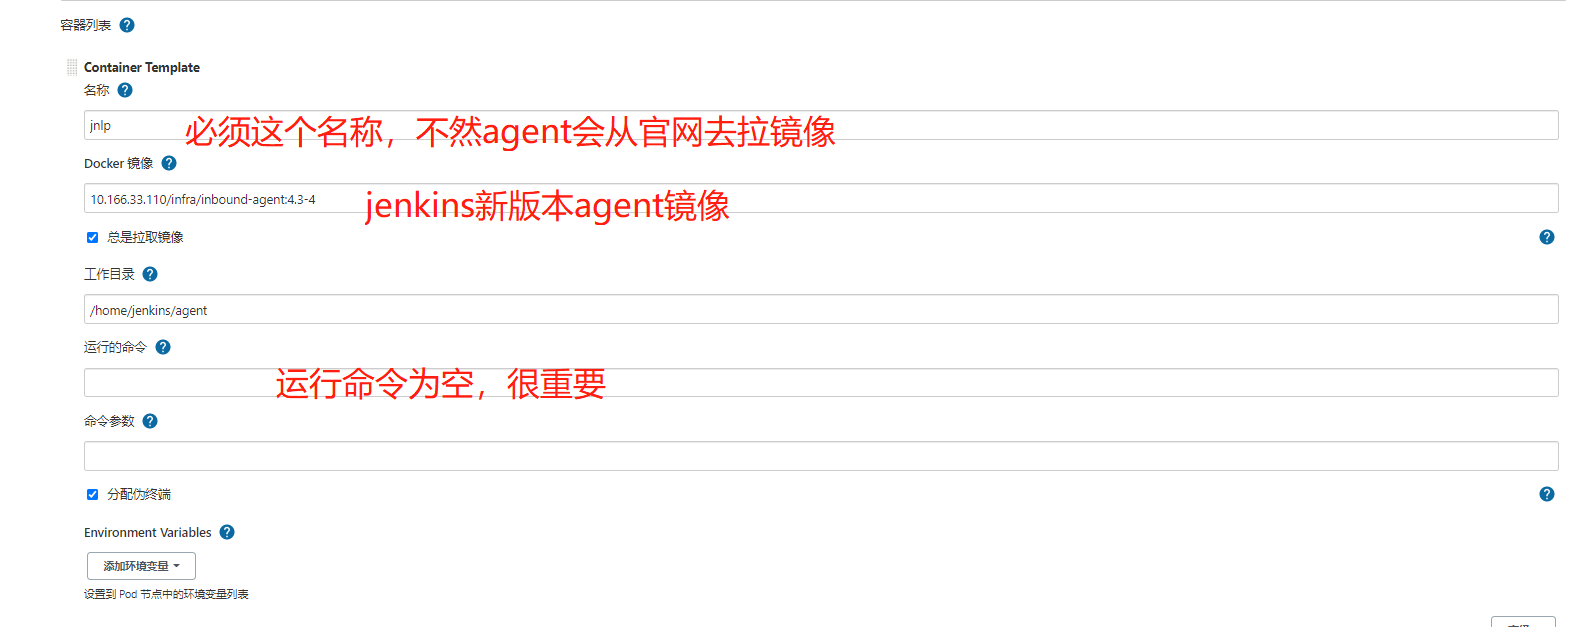 容器列表 ?
Container Template
名称 ?
jnlp
必须这个名称，不然agent会从官网去拉镜像
Docker 镜像 ?
10.166.33.110/infra/inbound-agent:4.3-4
jenkins新版本agent镜像
总是拉取镜像 ?
工作目录 ?
/home/jenkins/agent
运行的命令 ?
运行命令为空，很重要
命令参数 ?
分配伪终端 ?
Environment Variables ?
添加环境变量
设置到 Pod 节点中的环境变量列表